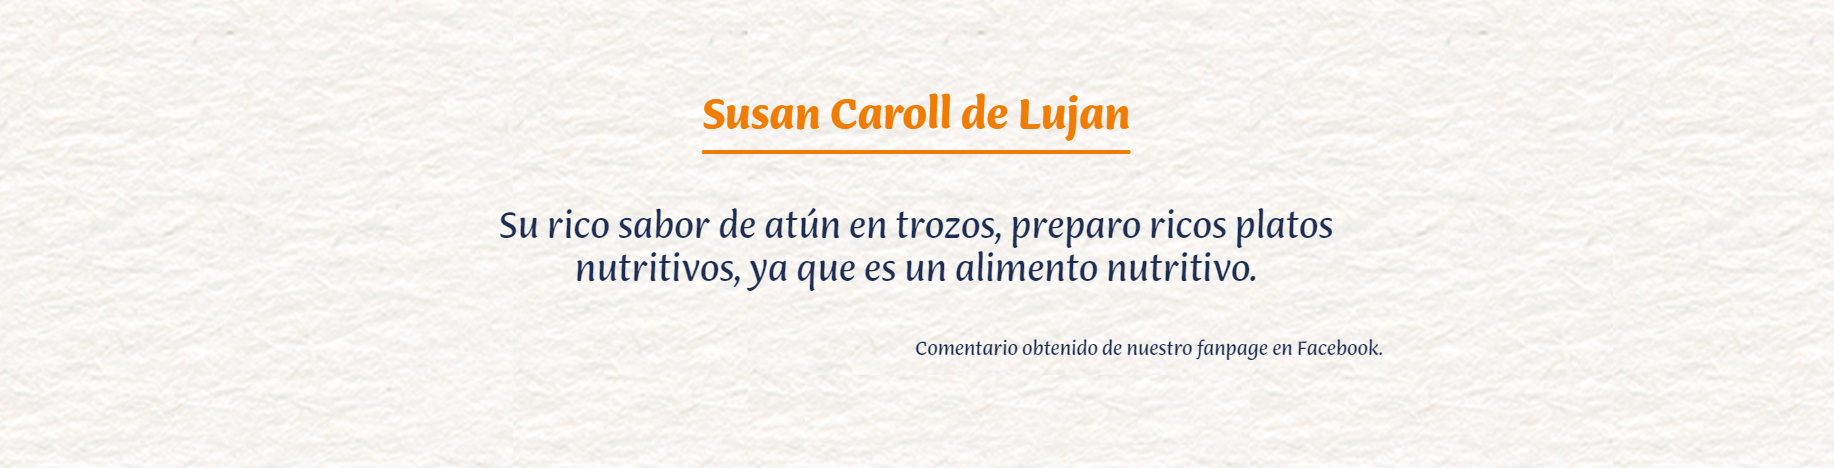 Susan Caroll de Lujan
Su rico sabor de atún en trozos, preparo ricos platos
nutritivos, ya que es un alimento nutritivo.
Comentario obtenido de nuestro fanpage en Facebook.